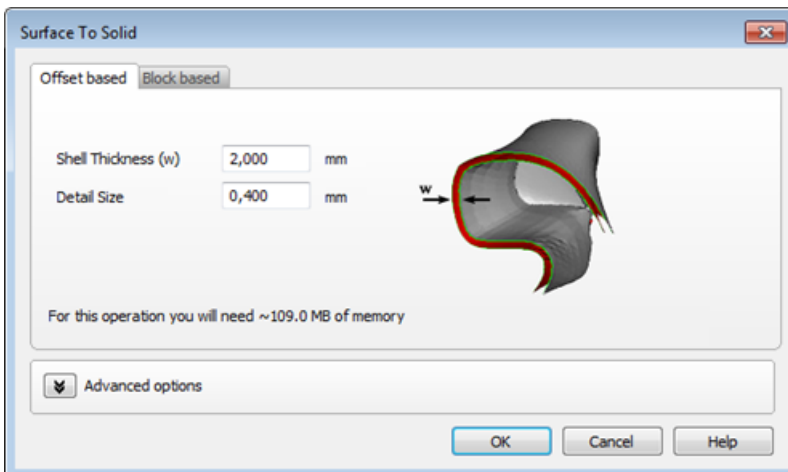 Surface To Solid
Offset based Block based
Shell Thickness (w) 2,000 mm
Detail Size 0,400 mm
w
For this operation you will need ~109.0 MB of memory
Advanced options
OK Cancel Help